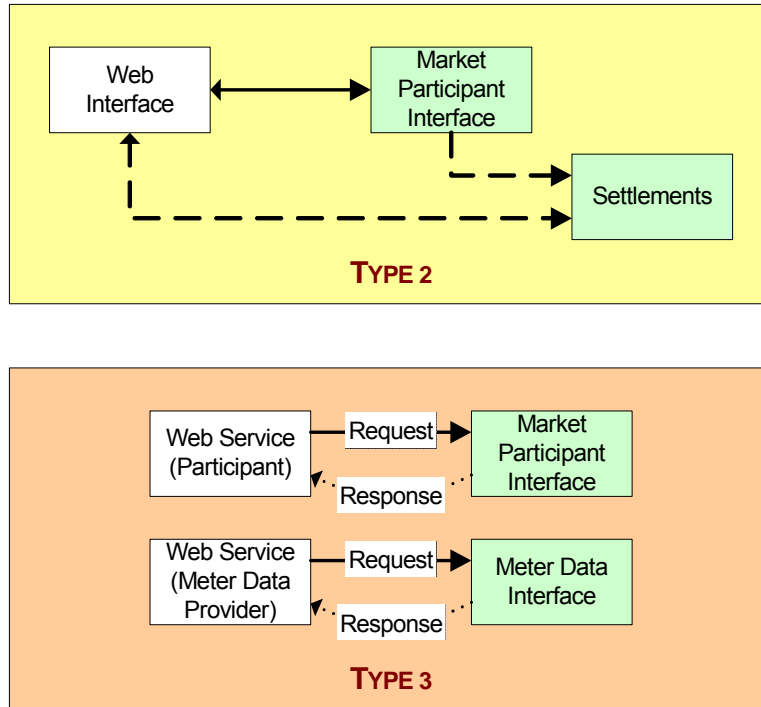 Web
Interface
Market
Participant
Interface
Settlements
TYPE 2
Web Service
(Participant)
Request
Response
Market
Participant
Interface
Web Service
(Meter Data
Provider)
Request
Response
Meter Data
Interface
TYPE 3